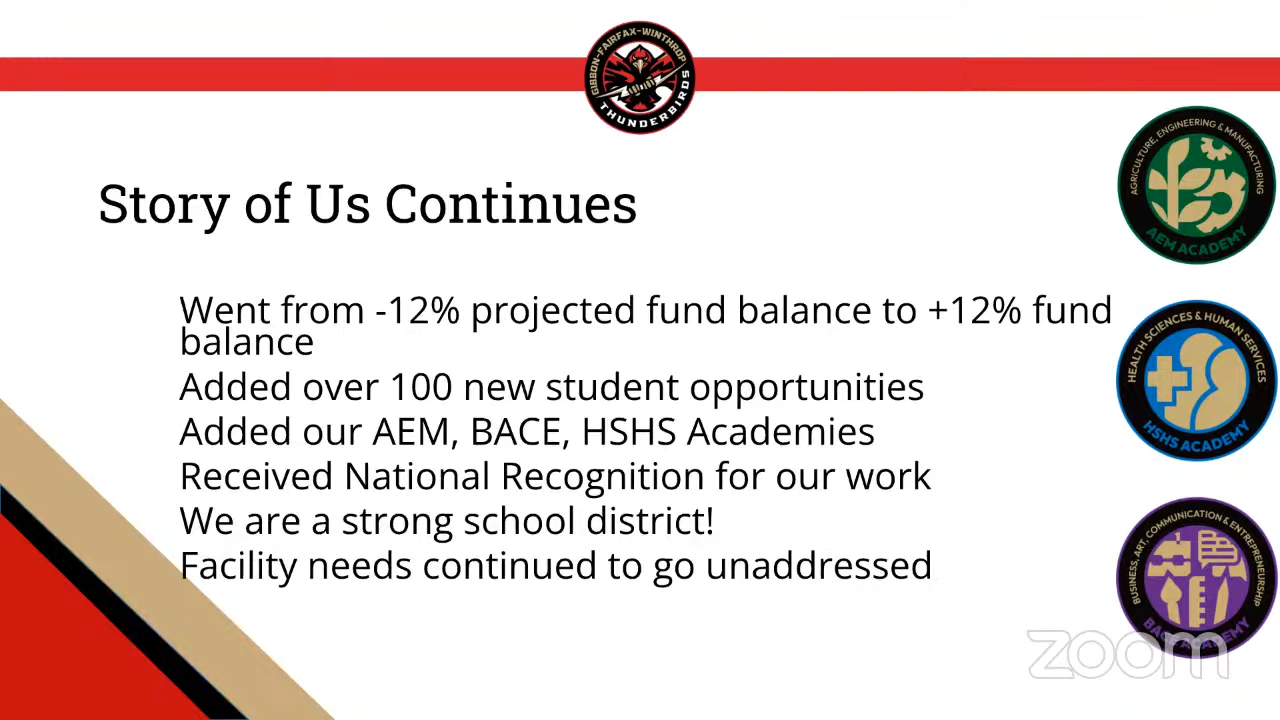 GIBBON-FAIRFAX-WINTHROP
THUNDERBIRDS
AGRICULTURE, ENGINEERING & MANUFACTURING
AEM ACADEMY
Story of Us Continues
Went from -12% projected fund balance to +12% fund
balance
Added over 100 new student opportunities
Added our AEM, BACE, HSHS Academies
Received National Recognition for our work
We are a strong school district!
Facility needs continued to go unaddressed
HEALTH SCIENCES & HUMAN SERVICES
HSHS ACADEMY
BUSINESS, ART, COMMUNICATION & ENTREPRENEURSHIP
BACE ACADEMY
zoom